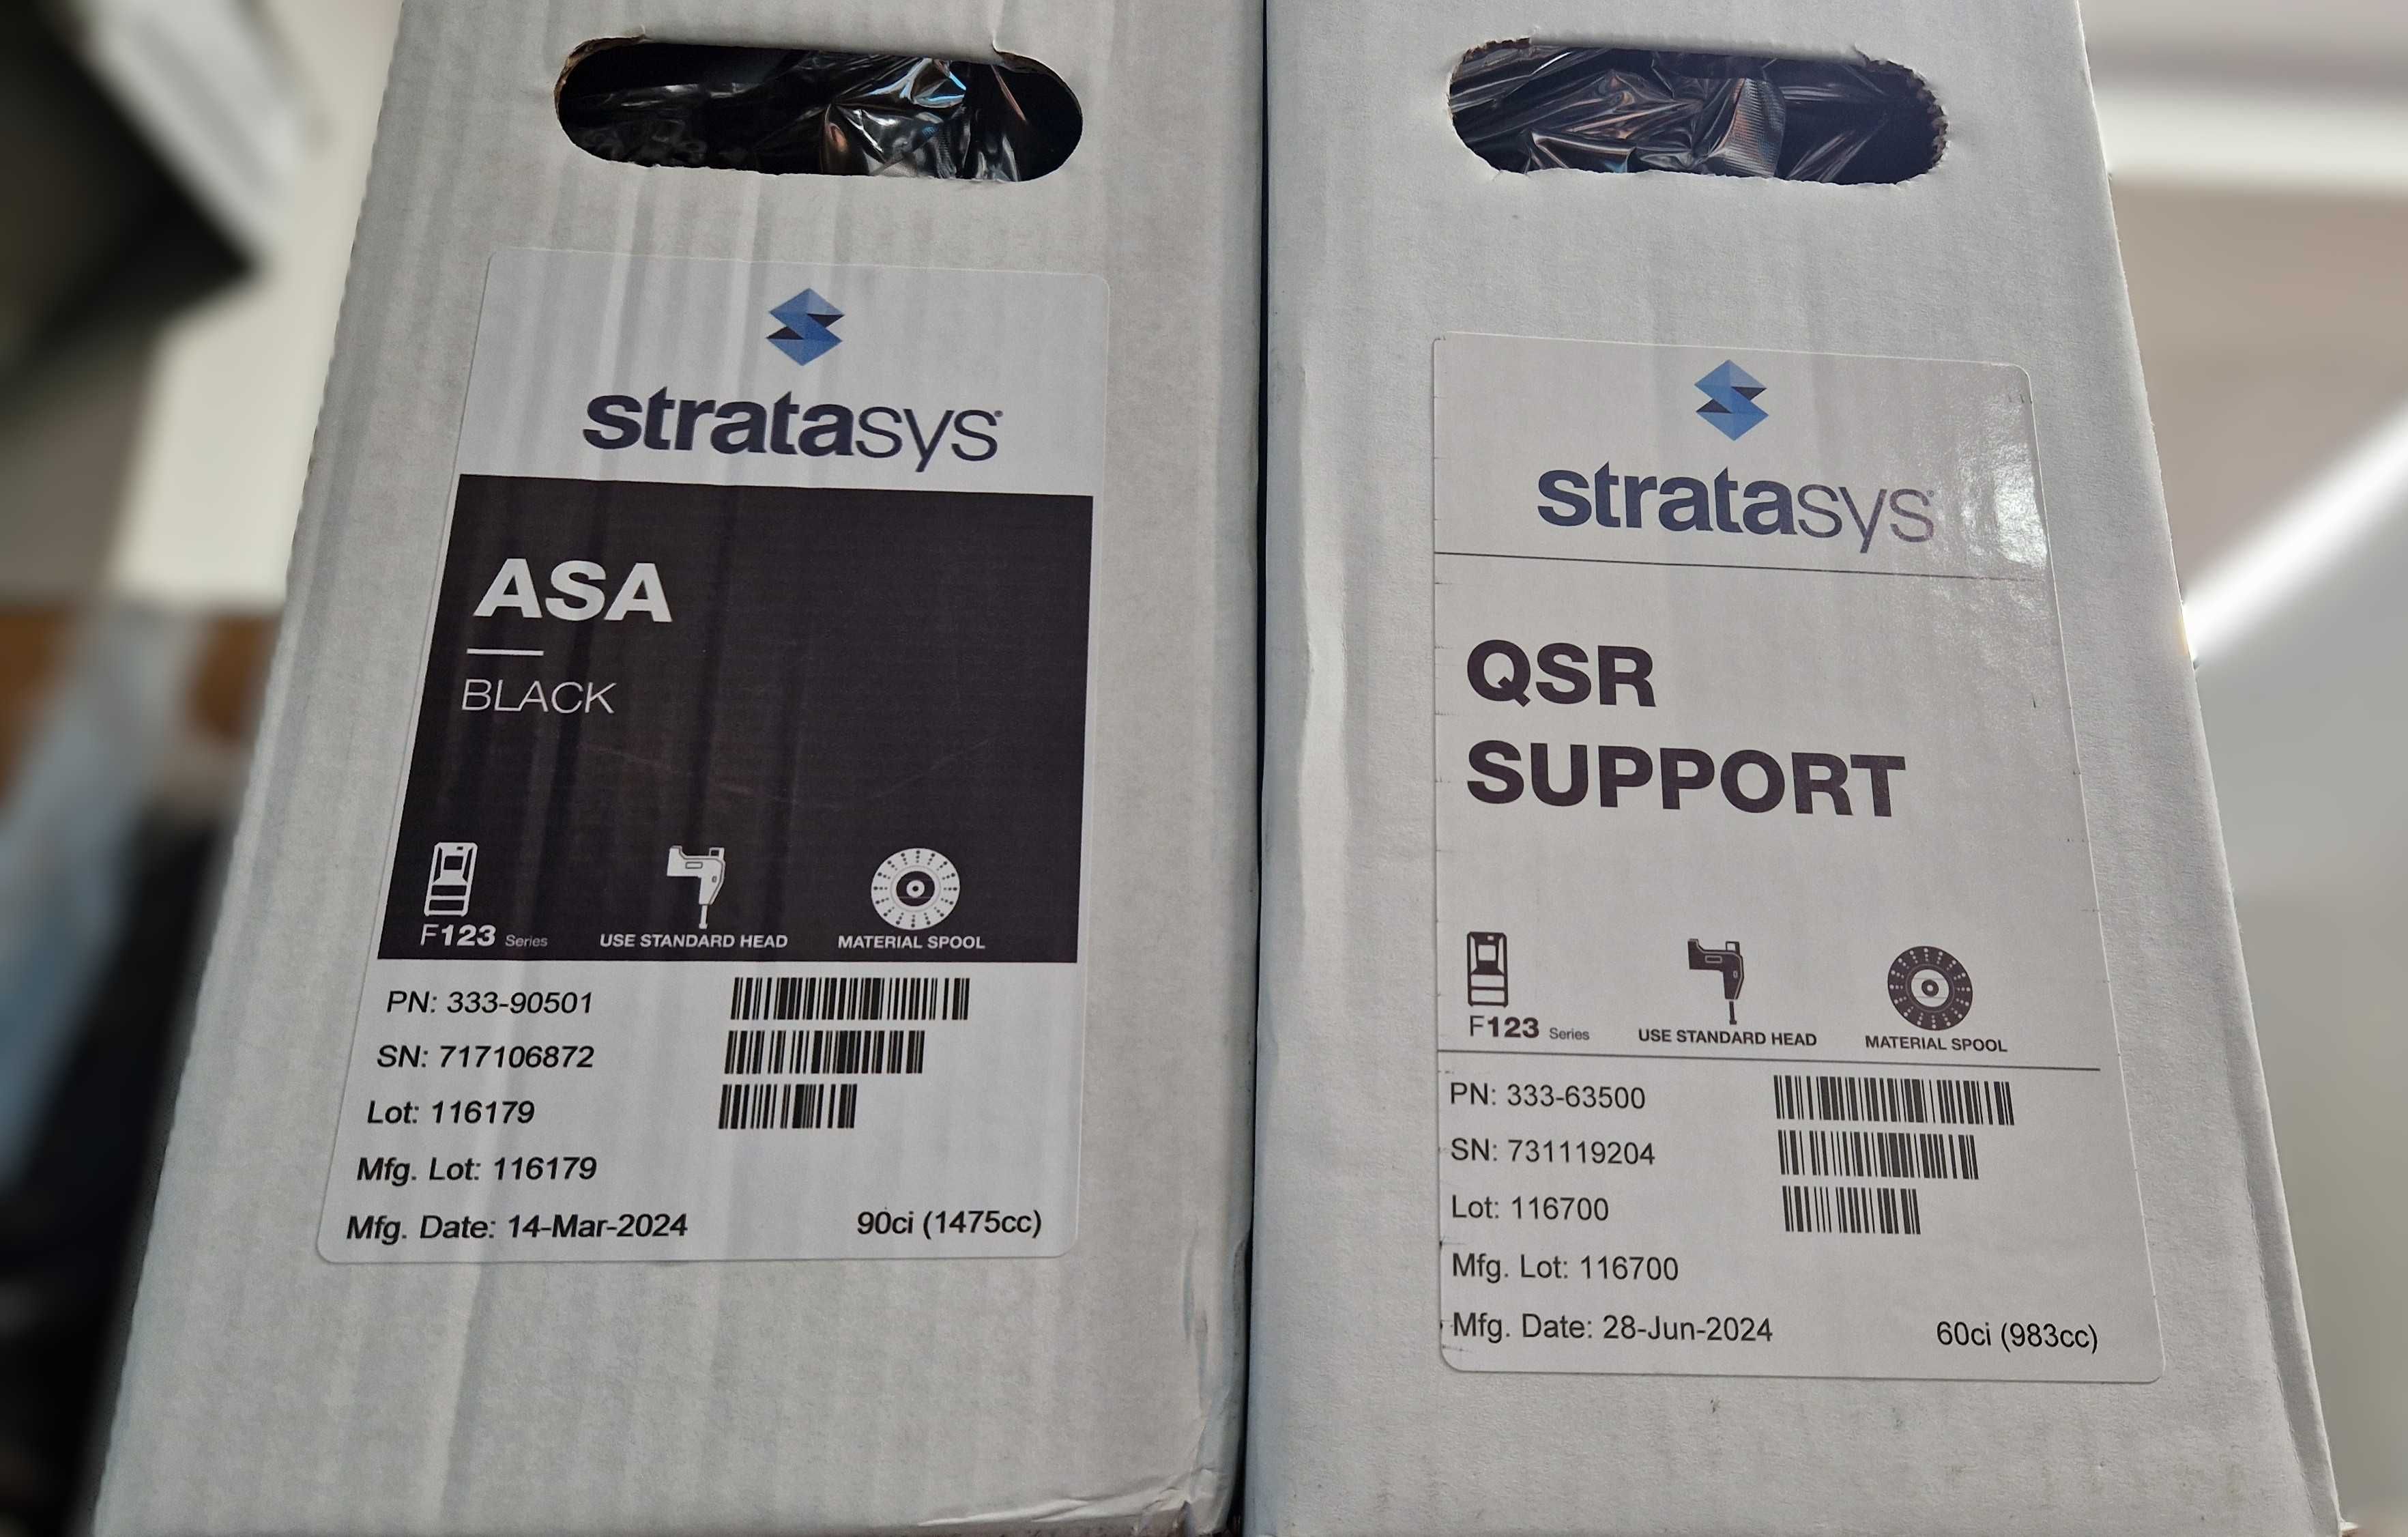 stratasys
ASA
BLACK
F123 Series
USE STANDARD HEAD
MATERIAL SPOOL
PN: 333-90501
SN: 717106872
Lot: 116179
Mfg. Lot: 116179
Mfg. Date: 14-Mar-2024
90ci (1475cc)
stratasys
QSR
SUPPORT
F123 Series
USE STANDARD HEAD
MATERIAL SPOOL
PN: 333-63500
SN: 731119204
Lot: 116700
Mfg. Lot: 116700
Mfg. Date: 28-Jun-2024
60ci (983cc)